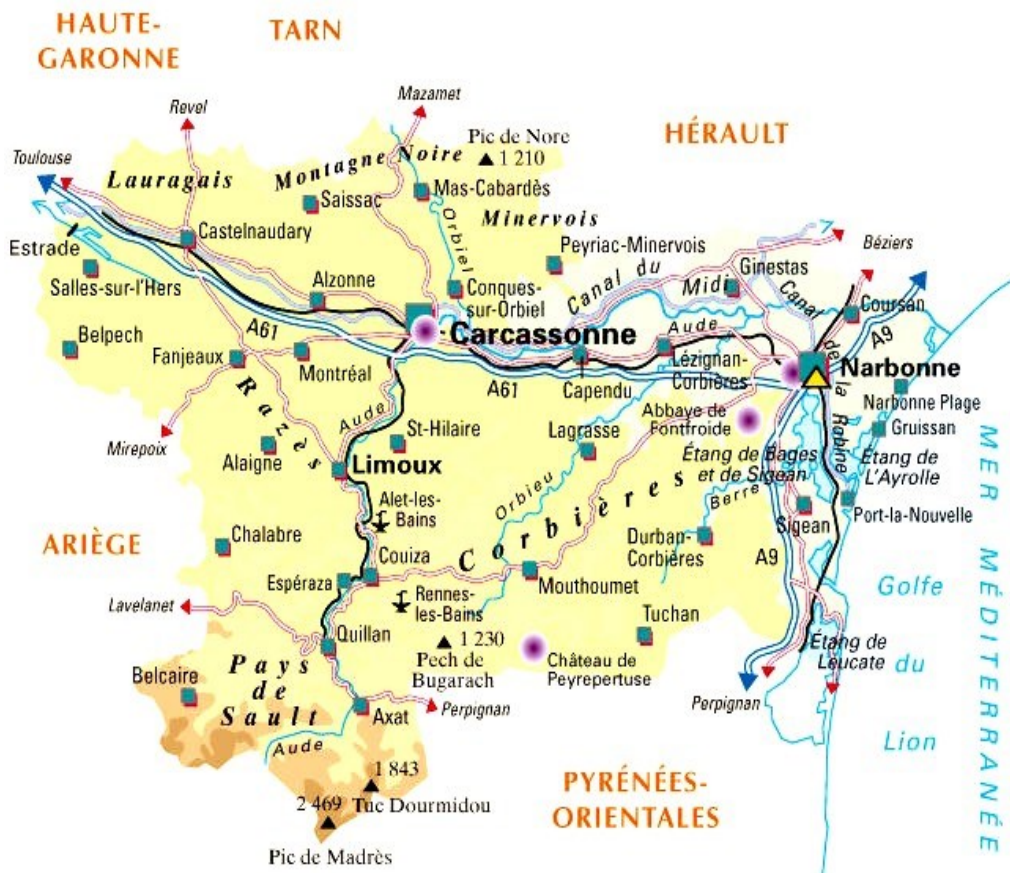 HAUTE-
GARONNE
TARN
HÉRAULT
Revel
Mazamet
Pic de Nore
1 210
Toulouse
Lauragais
Montagne Noire
Saissac
Mas-Cabardès
Minervois
Orbiel
Castelnaudary
Estrade
Salles-sur-l'Hers
Peyriac-Minervois
Béziers
Ginestas
Alzonne
Conques-
sur-Orbiel
Canal du
Midi
Canal de la Robine
Coursan
A9
Belpech
A61
Carcassonne
Aude
Fanjeaux
Montréal
A61
Capendu
Lézignan-
Corbières
Narbonne
Narbonne Plage
Mirepoix
Razès
Aude
St-Hilaire
Lagrasse
Abbaye de
Fontfroide
Gruissan
Alaigne
Limoux
Étang de Bages
et de Sigean
Étang de
L'Ayrolle
Alet-les-
Bains
Orbieu
Corbières
Berre
Sigean
Port-la-Nouvelle
ARIÈGE
Chalabre
Durban-
Corbières
A9
Couiza
Espéraza
Mouthoumet
Golfe
du
Lion
MER MÉDITERRANÉE
Lavelanet
Rennes-
les-Bains
Tuchan
Quillan
1 230
Pech de
Bugarach
Château de
Peyrepertuse
Étang de
Leucate
Belcaire
Pays
de
Sault
Axat
Perpignan
Perpignan
Aude
1 843
Tuc Dourmidou
2 469
Pic de Madrès
PYRÉNÉES-
ORIENTALES